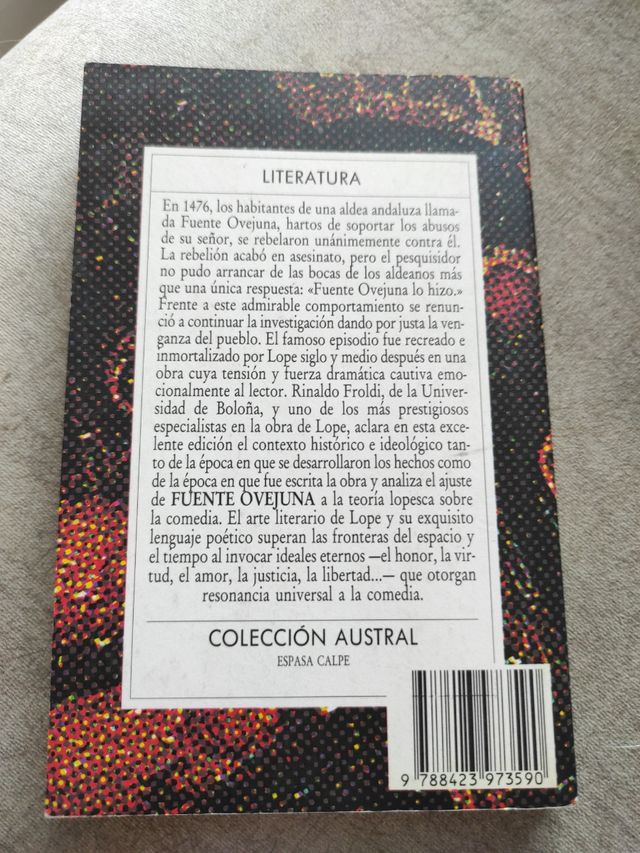 LITERATURA
En 1476, los habitantes de una aldea andaluza llama-
da Fuente Ovejuna, hartos de soportar los abusos
de su señor, se rebelaron unánimemente contra él.
La rebelión acabó en asesinato, pero el pesquisidor
no pudo arrancar de las bocas de los aldeanos más
que una única respuesta: «Fuente Ovejuna lo hizo.»
Frente a este admirable comportamiento se renun-
ció a continuar la investigación dando por justa la ven-
ganza del pueblo. El famoso episodio fue recreado e
inmortalizado por Lope siglo y medio después en una
obra cuya tensión y fuerza dramática cautiva emo-
cionalmente al lector. Rinaldo Froldi, de la Univer-
sidad de Boloña, y uno de los más prestigiosos
especialistas en la obra de Lope, aclara en esta exce-
lente edición el contexto histórico e ideológico tan-
to de la época en que se desarrollaron los hechos como
de la época en que fue escrita la obra y analiza el ajuste
de FUENTE OVEJUNA a la teoría lopesca sobre
la comedia. El arte literario de Lope y su exquisito
lenguaje poético superan las fronteras del espacio y
el tiempo al invocar ideales eternos —el honor, la vir-
tud, el amor, la justicia, la libertad...— que otorgan
resonancia universal a la comedia.
COLECCIÓN AUSTRAL
ESPASA CALPE
9 788423 973590